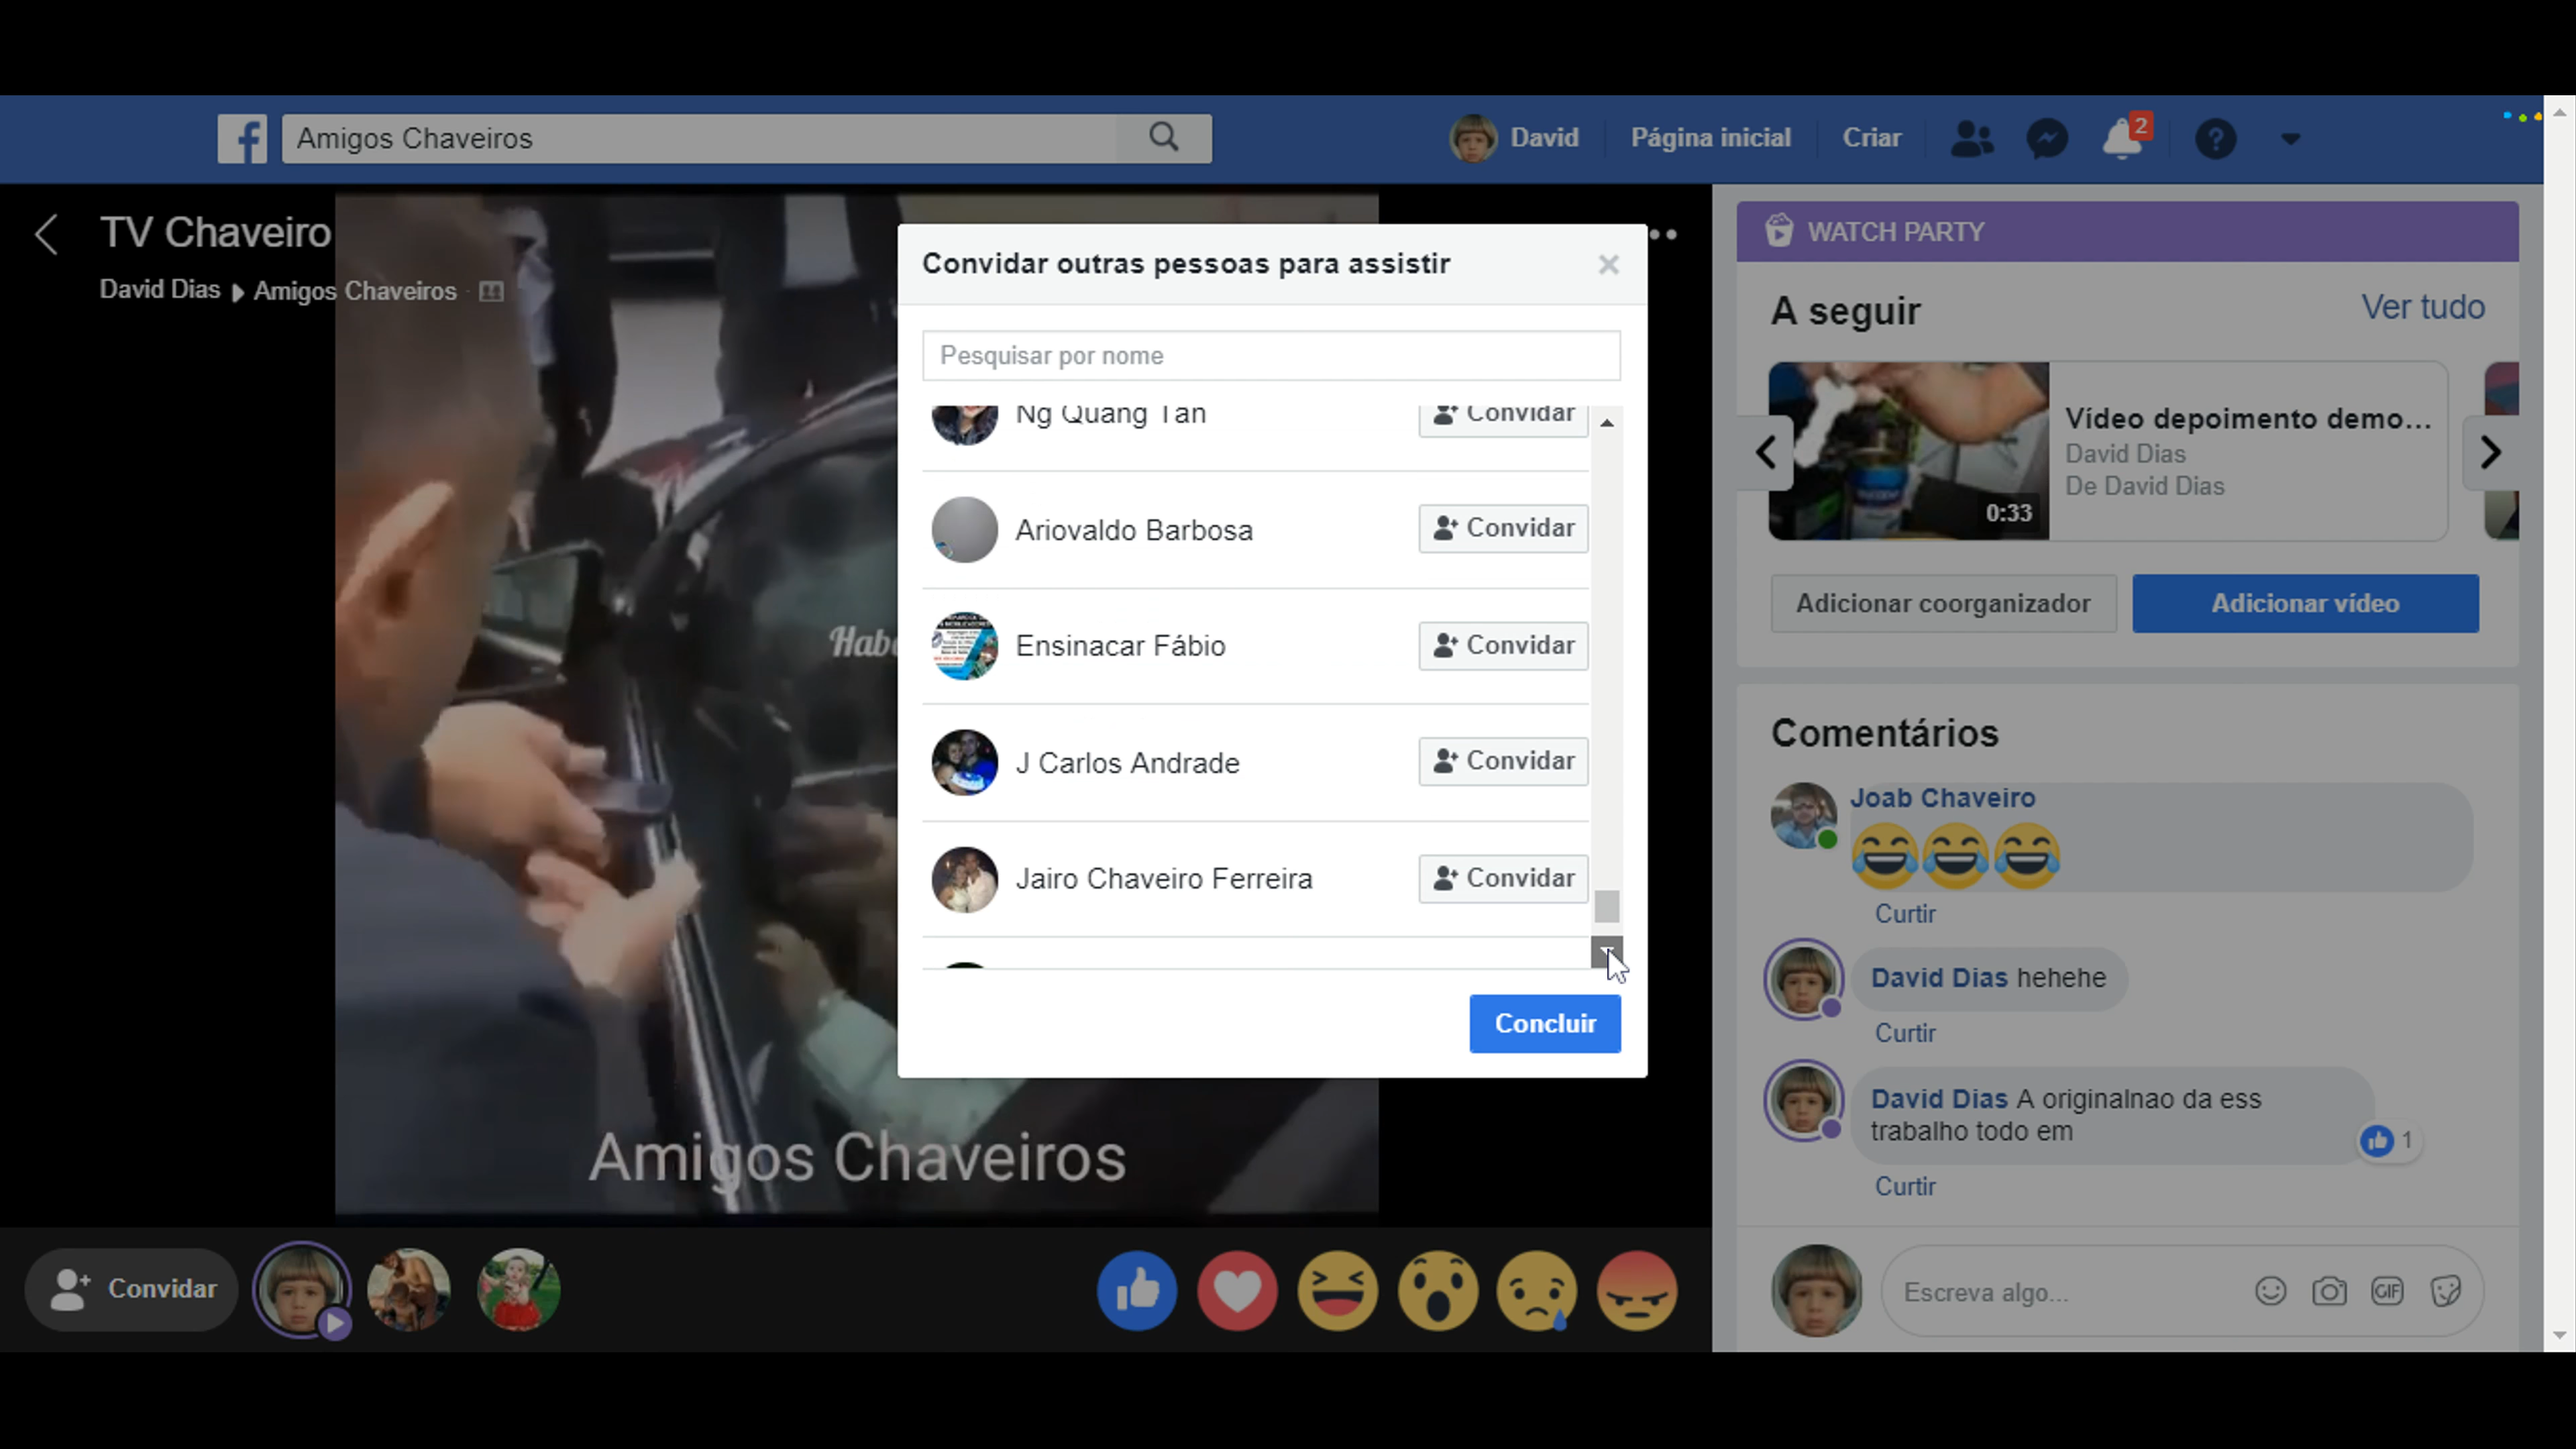 Amigos Chaveiros
David
Página inicial
Criar
2
TV Chaveiro
David Dias
Amigos Chaveiros
Amigos Chaveiros
Convidar
Convidar outras pessoas para assistir
Pesquisar por nome
Ng Quang Tan
Convidar
Ariovaldo Barbosa
Convidar
Ensinacar Fábio
Convidar
J Carlos Andrade
Convidar
Jairo Chaveiro Ferreira
Convidar
Concluir
WATCH PARTY
A seguir
Ver tudo
Vídeo depoimento demo...
David Dias
De David Dias
0:33
Adicionar coorganizador
Adicionar vídeo
Comentários
Joab Chaveiro
Curtir
David Dias hehehe
Curtir
David Dias A originalnao da ess
trabalho todo em
1
Curtir
Escreva algo...
GIF